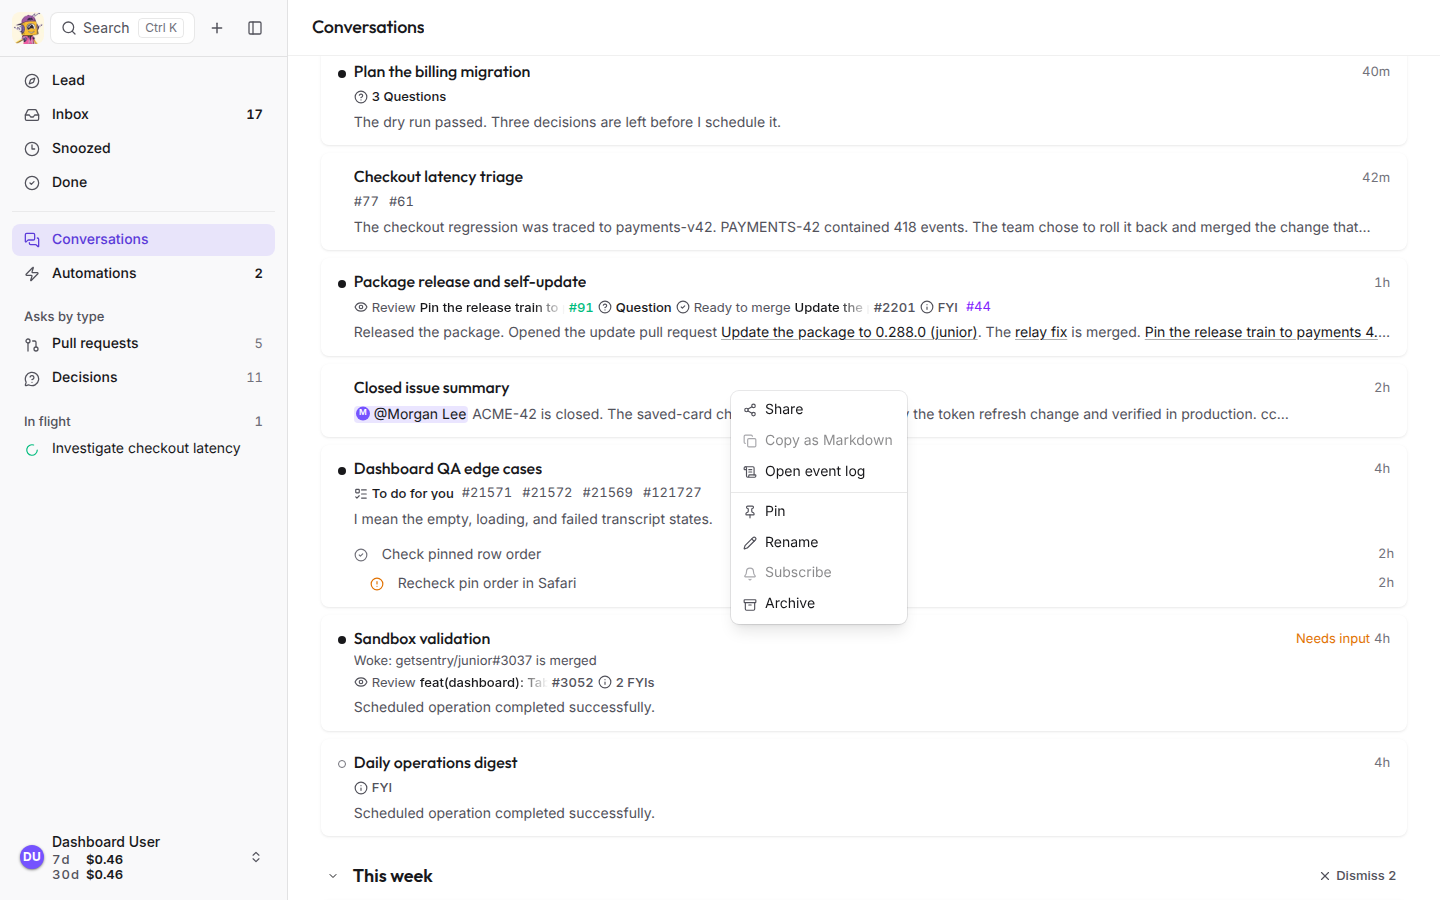 Search Ctrl K
Lead
Inbox 17
Snoozed
Done
Conversations
Automations 2
Asks by type
Pull requests 5
Decisions 11
In flight 1
Investigate checkout latency
DU
Dashboard User
7d $0.46
30d $0.46
Conversations
Plan the billing migration 40m
3 Questions
The dry run passed. Three decisions are left before I schedule it.
Checkout latency triage 42m
#77 #61
The checkout regression was traced to payments-v42. PAYMENTS-42 contained 418 events. The team chose to roll it back and merged the change that...
Package release and self-update 1h
Review Pin the release train to #91 Question Ready to merge Update the #2201 FYI #44
Released the package. Opened the update pull request Update the package to 0.288.0 (junior). The relay fix is merged. Pin the release train to payments 4....
Closed issue summary 2h
M @Morgan Lee ACME-42 is closed. The saved-card ch y the token refresh change and verified in production. cc...
Share
Copy as Markdown
Open event log
Pin
Rename
Subscribe
Archive
Dashboard QA edge cases 4h
To do for you #21571 #21572 #21569 #121727
I mean the empty, loading, and failed transcript states.
Check pinned row order 2h
Recheck pin order in Safari 2h
Sandbox validation Needs input 4h
Woke: getsentry/junior#3037 is merged
Review feat(dashboard): Ta #3052 2 FYIs
Scheduled operation completed successfully.
Daily operations digest 4h
FYI
Scheduled operation completed successfully.
This week Dismiss 2